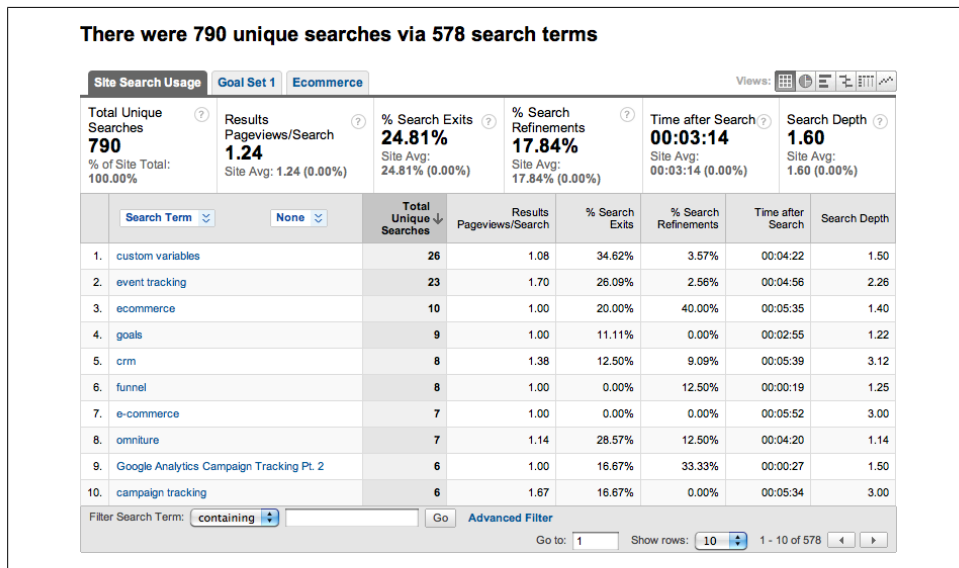 There were 790 unique searches via 578 search terms
Site Search Usage Goal Set 1 Ecommerce Views:
Total Unique Searches ?
790
% of Site Total:
100.00%
Results Pageviews/Search ?
1.24
Site Avg: 1.24 (0.00%)
% Search Exits ?
24.81%
Site Avg:
24.81% (0.00%)
% Search Refinements ?
17.84%
Site Avg:
17.84% (0.00%)
Time after Search ?
00:03:14
Site Avg:
00:03:14 (0.00%)
Search Depth ?
1.60
Site Avg:
1.60 (0.00%)
Search Term None Total Unique Searches Results Pageviews/Search % Search Exits % Search Refinements Time after Search Search Depth
1. custom variables 26 1.08 34.62% 3.57% 00:04:22 1.50
2. event tracking 23 1.70 26.09% 2.56% 00:04:56 2.26
3. ecommerce 10 1.00 20.00% 40.00% 00:05:35 1.40
4. goals 9 1.00 11.11% 0.00% 00:02:55 1.22
5. crm 8 1.38 12.50% 9.09% 00:05:39 3.12
6. funnel 8 1.00 0.00% 12.50% 00:00:19 1.25
7. e-commerce 7 1.00 0.00% 0.00% 00:05:52 3.00
8. omniture 7 1.14 28.57% 12.50% 00:04:20 1.14
9. Google Analytics Campaign Tracking Pt. 2 6 1.00 16.67% 33.33% 00:00:27 1.50
10. campaign tracking 6 1.67 16.67% 0.00% 00:05:34 3.00
Filter Search Term: containing Go Advanced Filter
Go to: 1 Show rows: 10 1 - 10 of 578